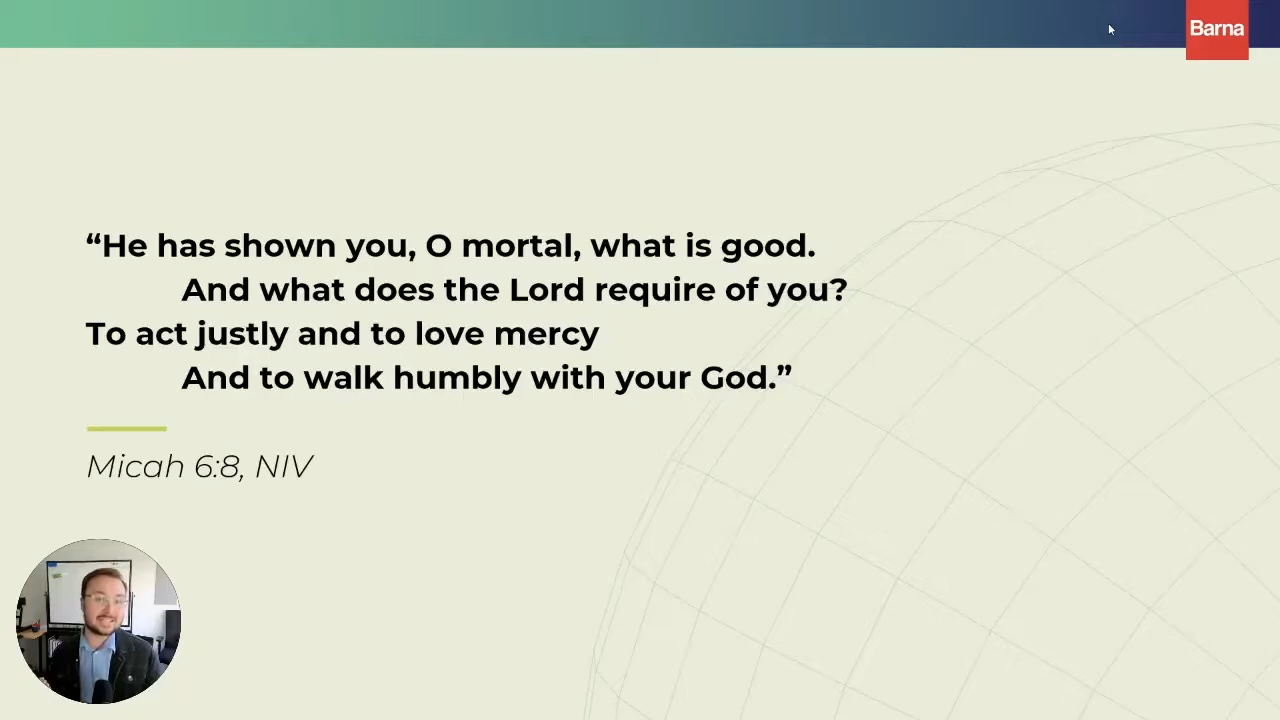 Barna
“He has shown you, O mortal, what is good.
And what does the Lord require of you?
To act justly and to love mercy
And to walk humbly with your God.”
Micah 6:8, NIV